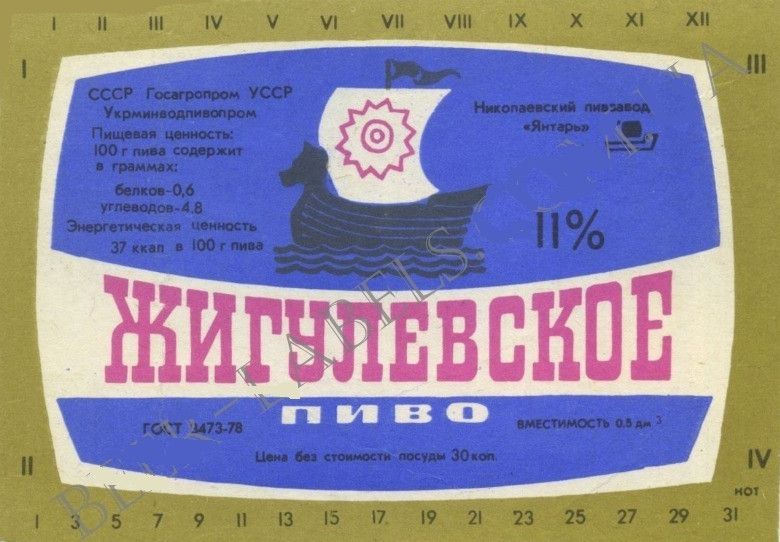 I II III IV V VI VII VIII IX X XI XII
I III
СССР Госагропром УССР
Укрминводпивопром
Пищевая ценность:
100 г пива содержит
в граммах:
белков-0,6
углеводов-4.8
Энергетическая ценность
37 ккал в 100 г пива
Николаевский пивзавод
«Янтарь»
11%
ЖИГУЛЕВСКОЕ
ПИВО
ГОСТ 3473-78
ВМЕСТИМОСТЬ 0.5 дм 3
Цена без стоимости посуды 30 коп.
II IV
НОТ
1 3 5 7 9 11 13 15 17 19 21 23 25 27 29 31